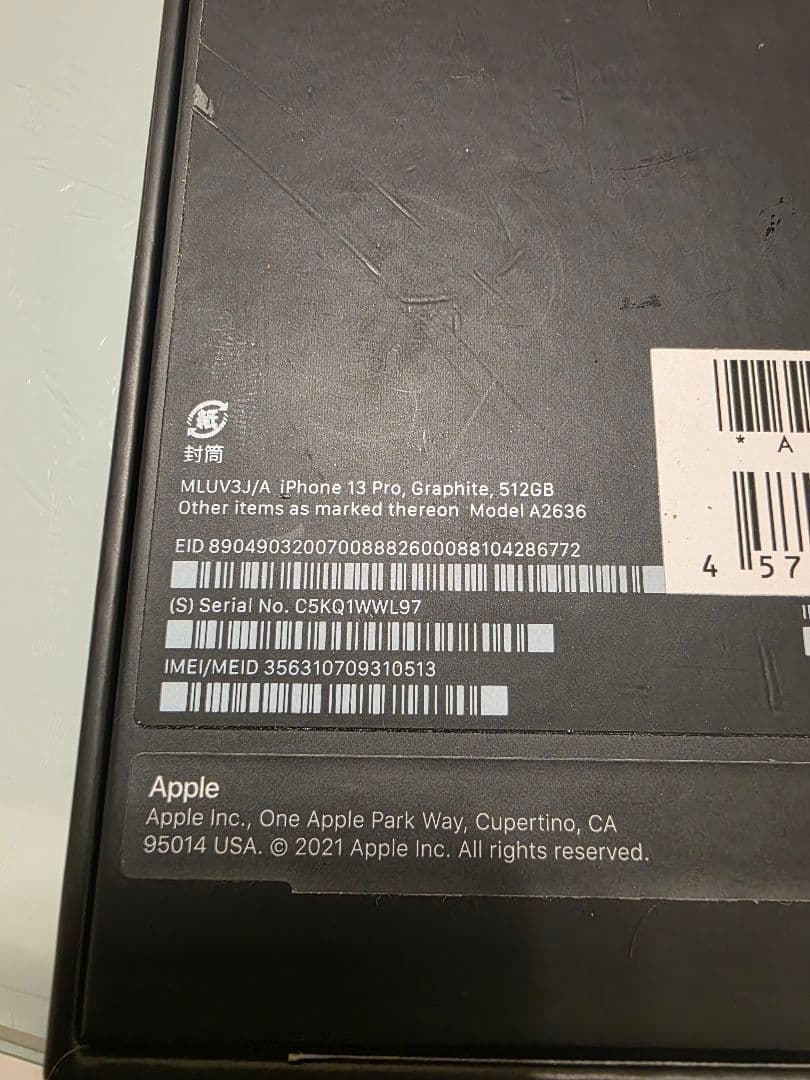 紙
封筒
MLUV3J/A iPhone 13 Pro, Graphite, 512GB
Other items as marked thereon Model A2636
EID 89049032007008882600088104286772
(S) Serial No. C5KQ1WWL97
IMEI/MEID 356310709310513
* A
4 57
Apple
Apple Inc., One Apple Park Way, Cupertino, CA
95014 USA. © 2021 Apple Inc. All rights reserved.